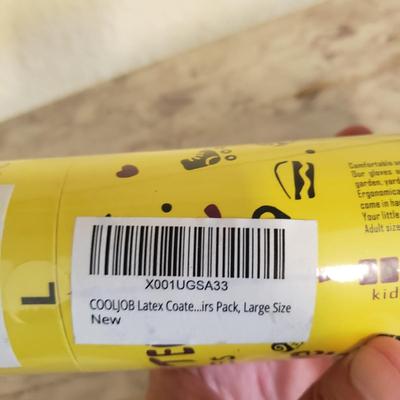 X001UGSA33
COOLJOB Latex Coate...irs Pack, Large Size
New
L
Comfortable
Our gloves
garden, yard
Ergonomica
come in ha
Your little
Adult size
kid